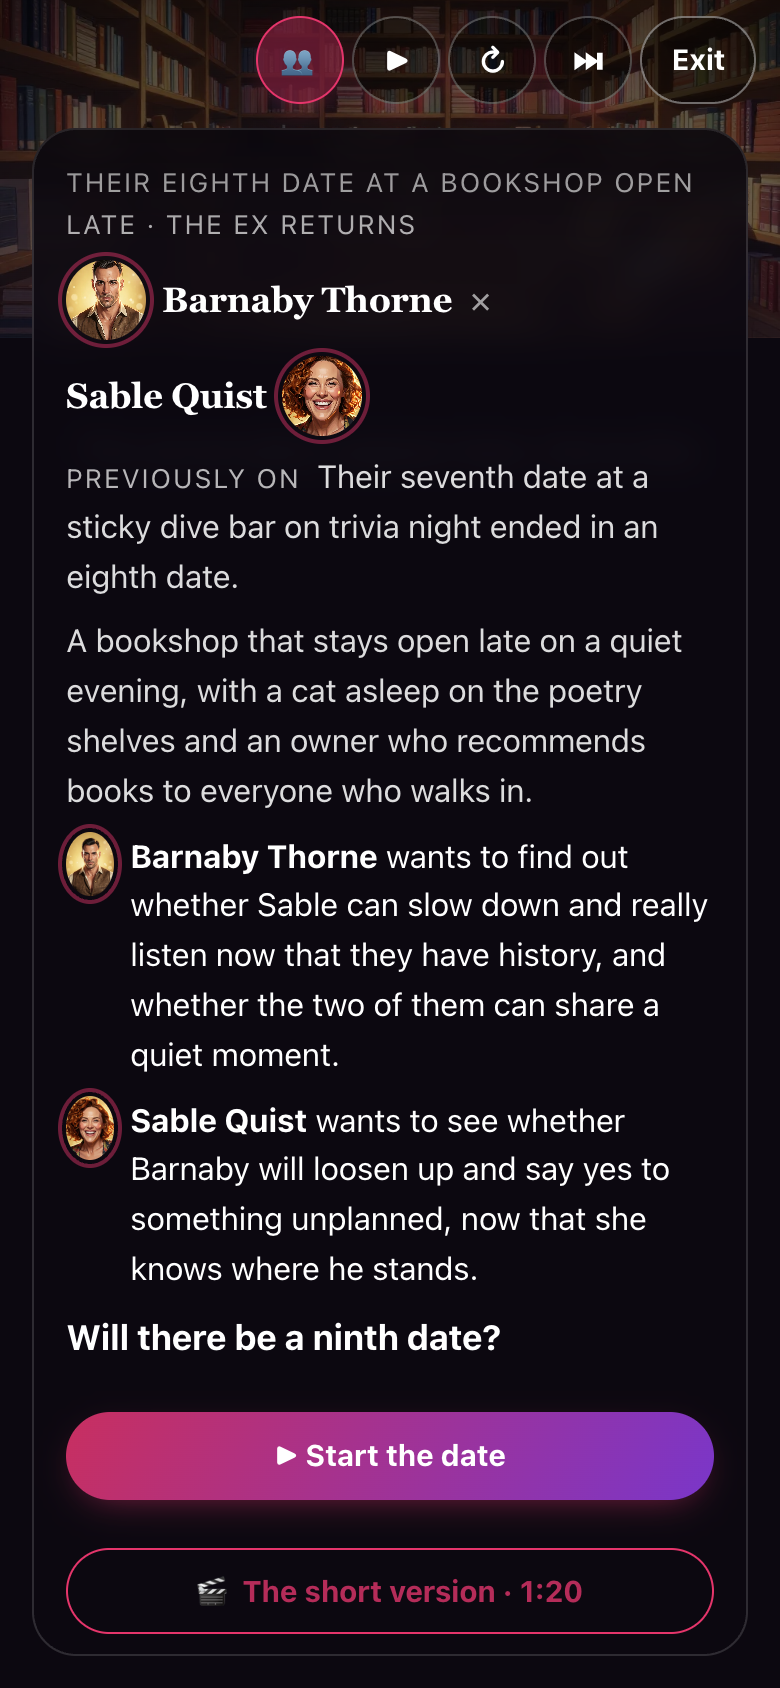 Exit
THEIR EIGHTH DATE AT A BOOKSHOP OPEN
LATE · THE EX RETURNS
Barnaby Thorne ×
Sable Quist
PREVIOUSLY ON Their seventh date at a
sticky dive bar on trivia night ended in an
eighth date.
A bookshop that stays open late on a quiet
evening, with a cat asleep on the poetry
shelves and an owner who recommends
books to everyone who walks in.
Barnaby Thorne wants to find out
whether Sable can slow down and really
listen now that they have history, and
whether the two of them can share a
quiet moment.
Sable Quist wants to see whether
Barnaby will loosen up and say yes to
something unplanned, now that she
knows where he stands.
Will there be a ninth date?
Start the date
The short version · 1:20